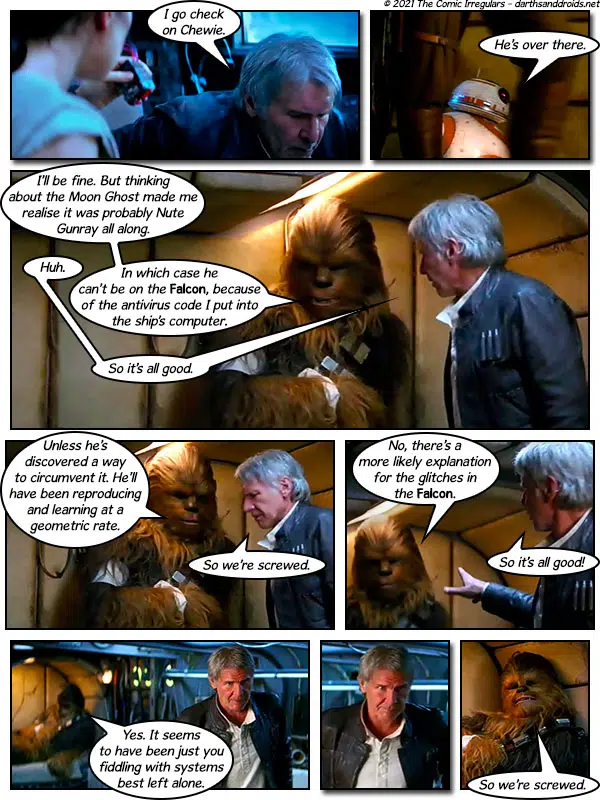 © 2021 The Comic Irregulars – darthsanddroids.net
I go check
on Chewie.
He's over there.
I'll be fine. But thinking
about the Moon Ghost made me
realise it was probably Nute
Gunray all along.
Huh.
In which case he
can't be on the Falcon, because
of the antivirus code I put into
the ship's computer.
So it's all good.
Unless he's
discovered a way
to circumvent it. He'll
have been reproducing
and learning at a
geometric rate.
So we're screwed.
No, there's a
more likely explanation
for the glitches in
the Falcon.
So it's all good!
Yes. It seems
to have been just you
fiddling with systems
best left alone.
So we're screwed.